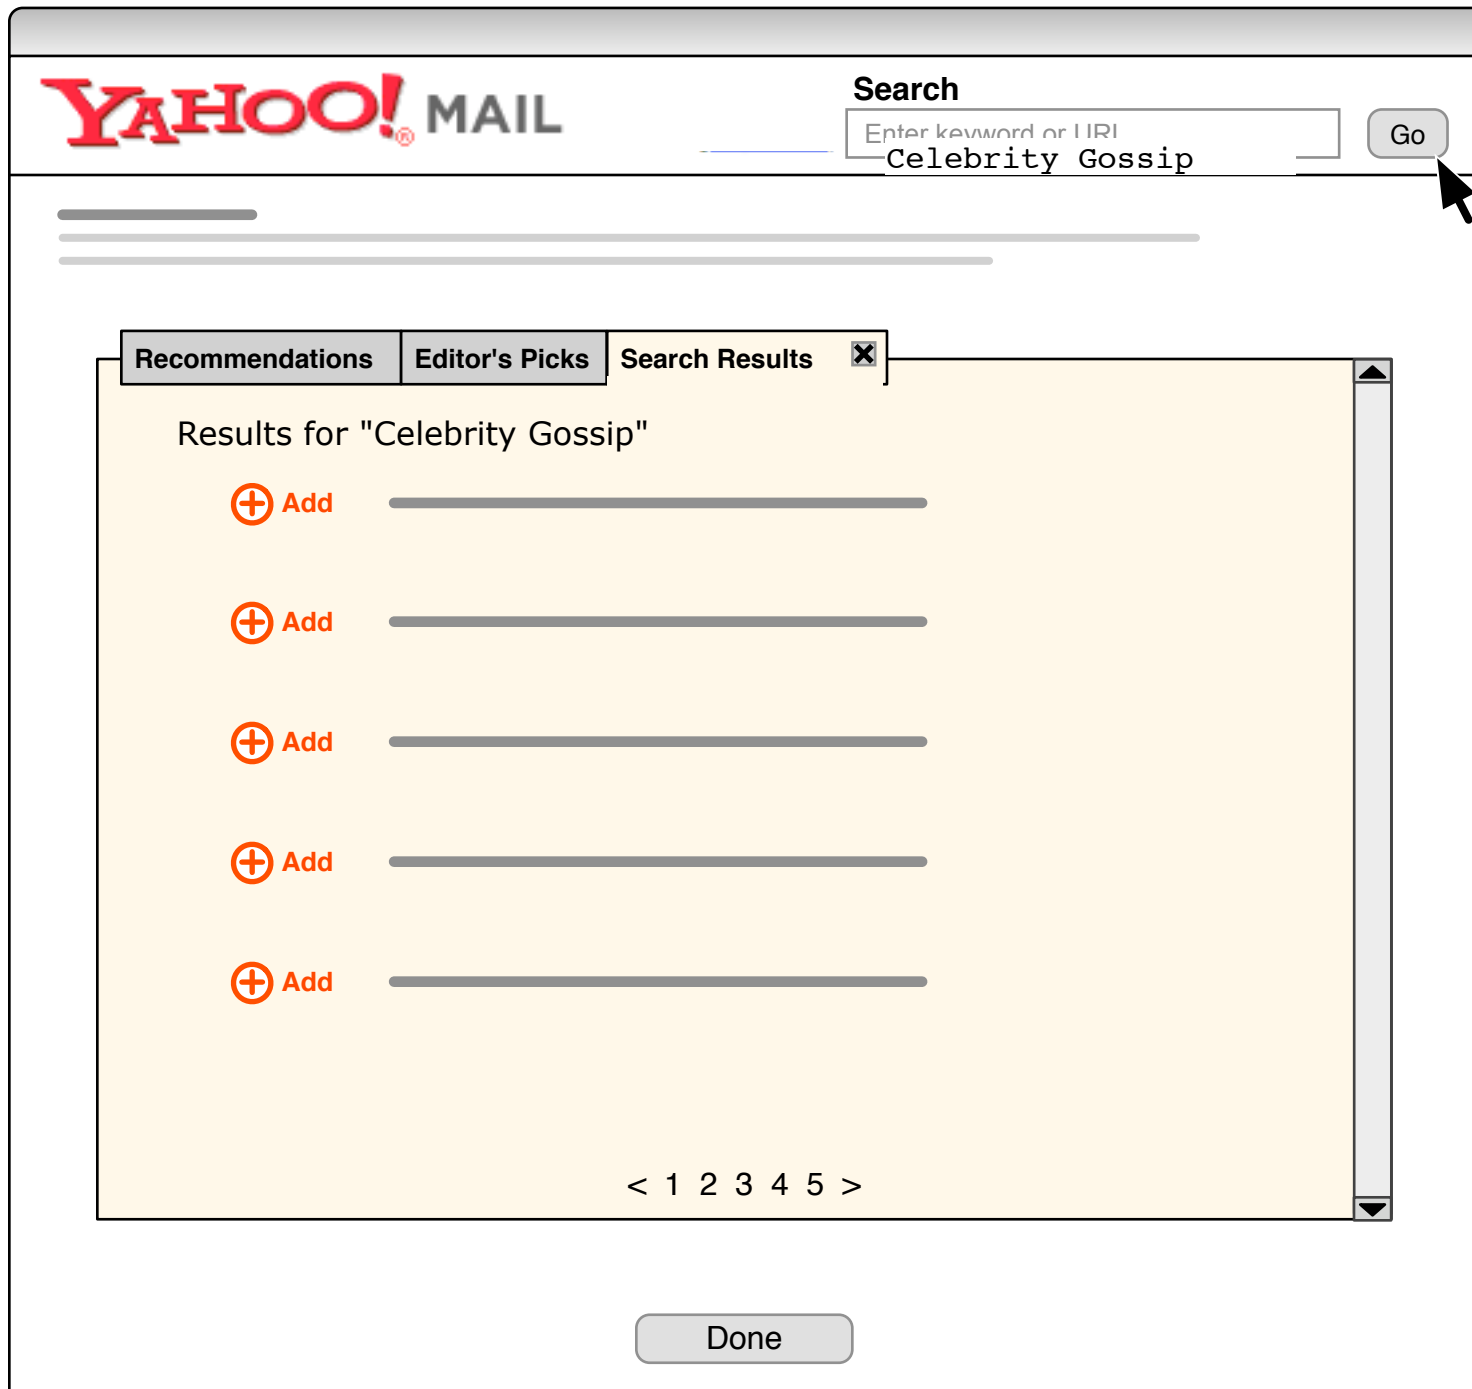 YAHOO!® MAIL
Search
Enter keyword or URL
Celebrity Gossip
Go
Recommendations
Editor's Picks
Search Results
Results for "Celebrity Gossip"
Add
Add
Add
Add
Add
< 1 2 3 4 5 >
Done